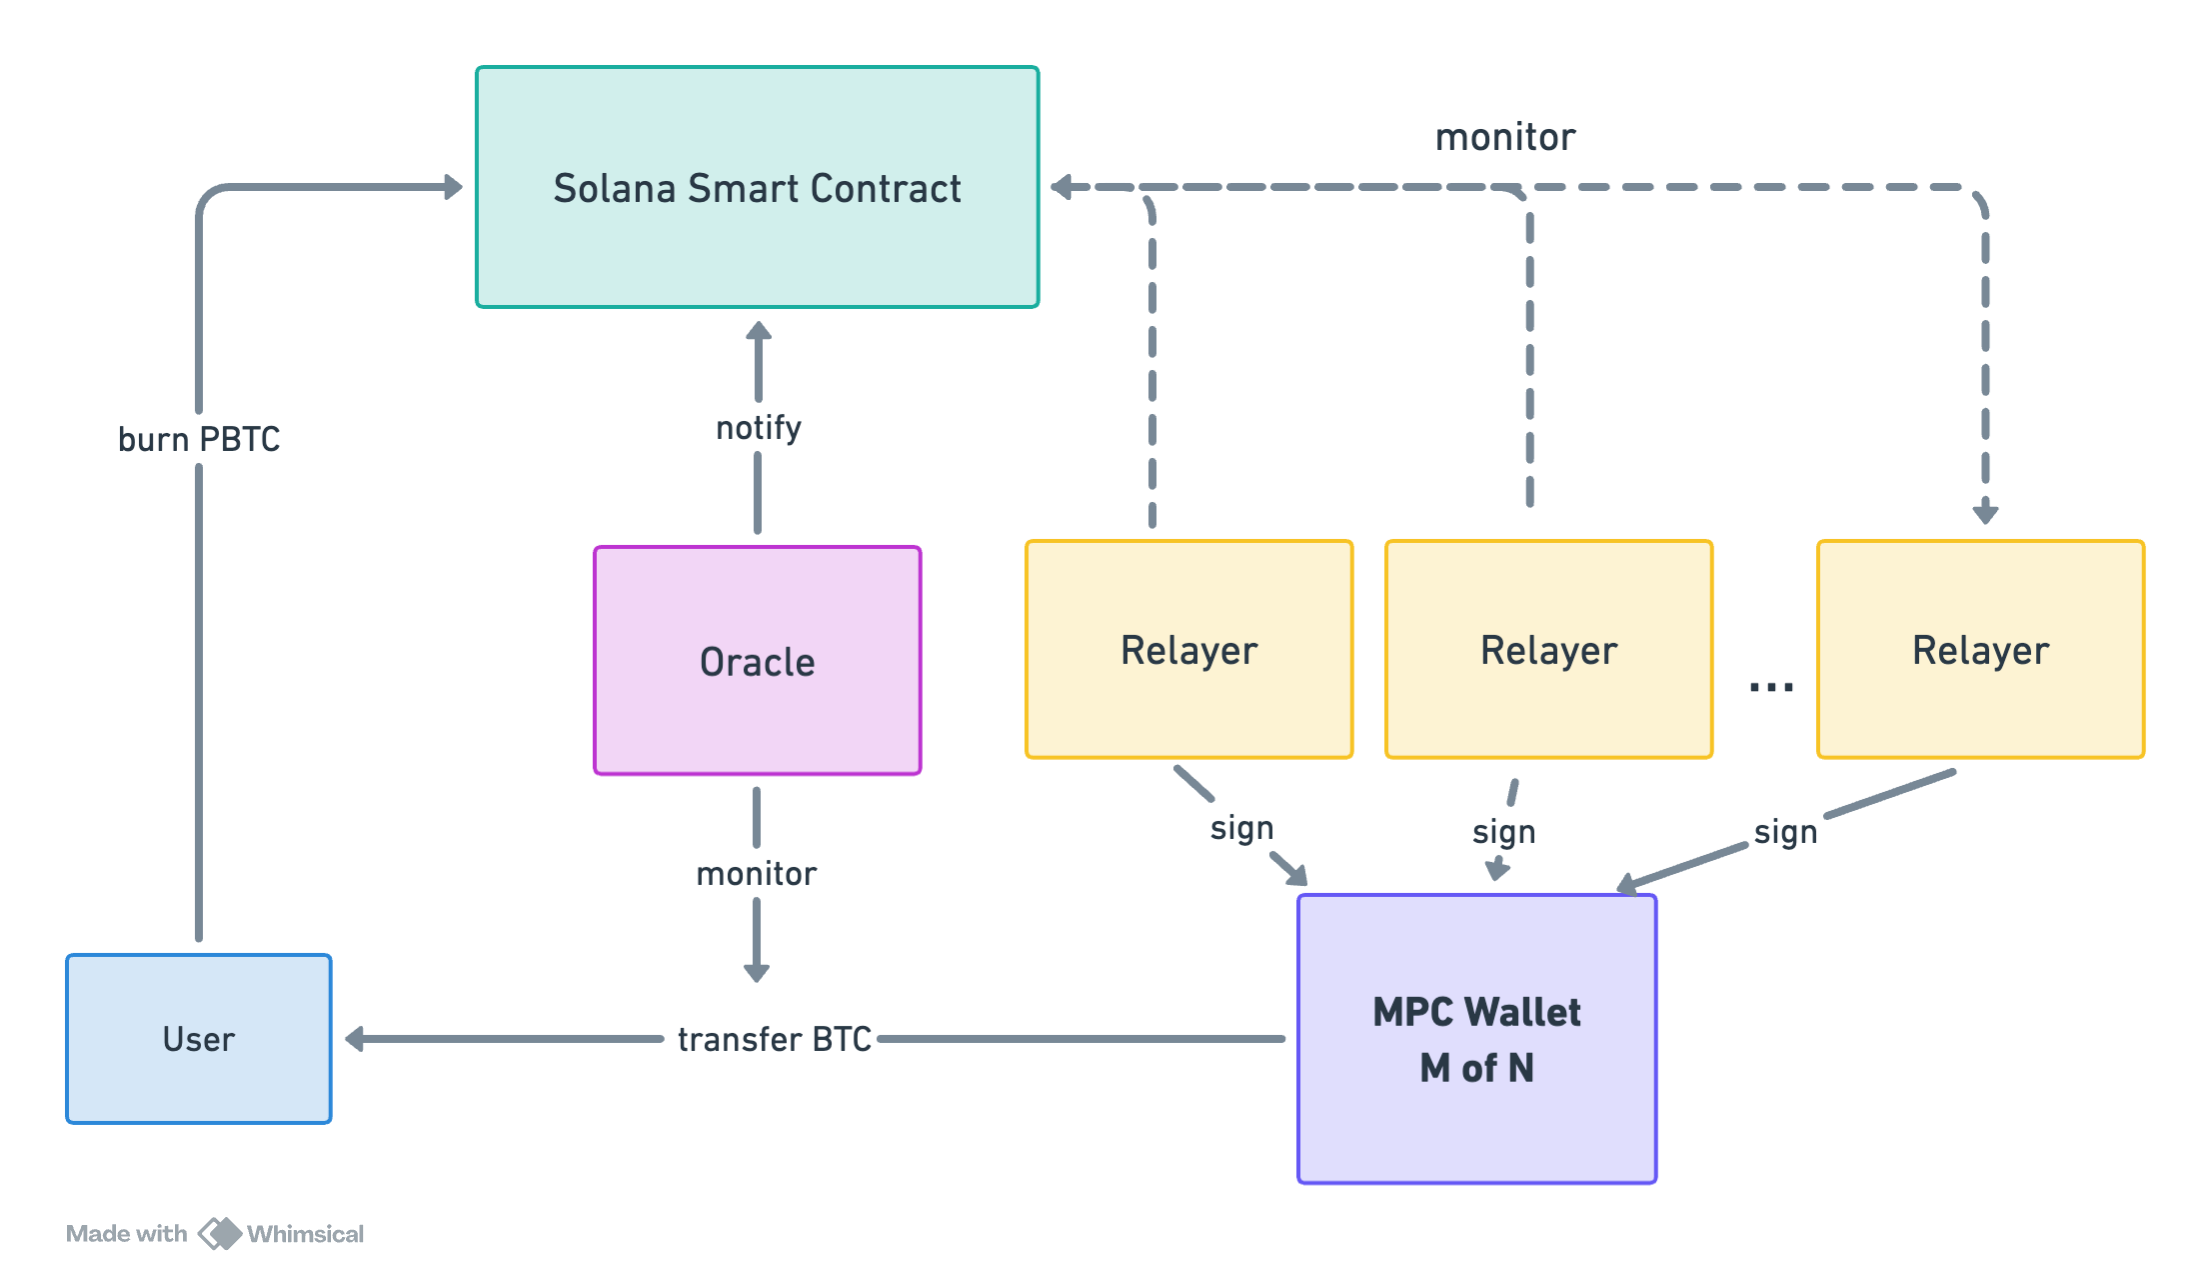 monitor
Solana Smart Contract
burn PBTC
notify
Oracle
Relayer
Relayer
...
Relayer
monitor
sign
sign
sign
User
transfer BTC
MPC Wallet
M of N
Made with Whimsical